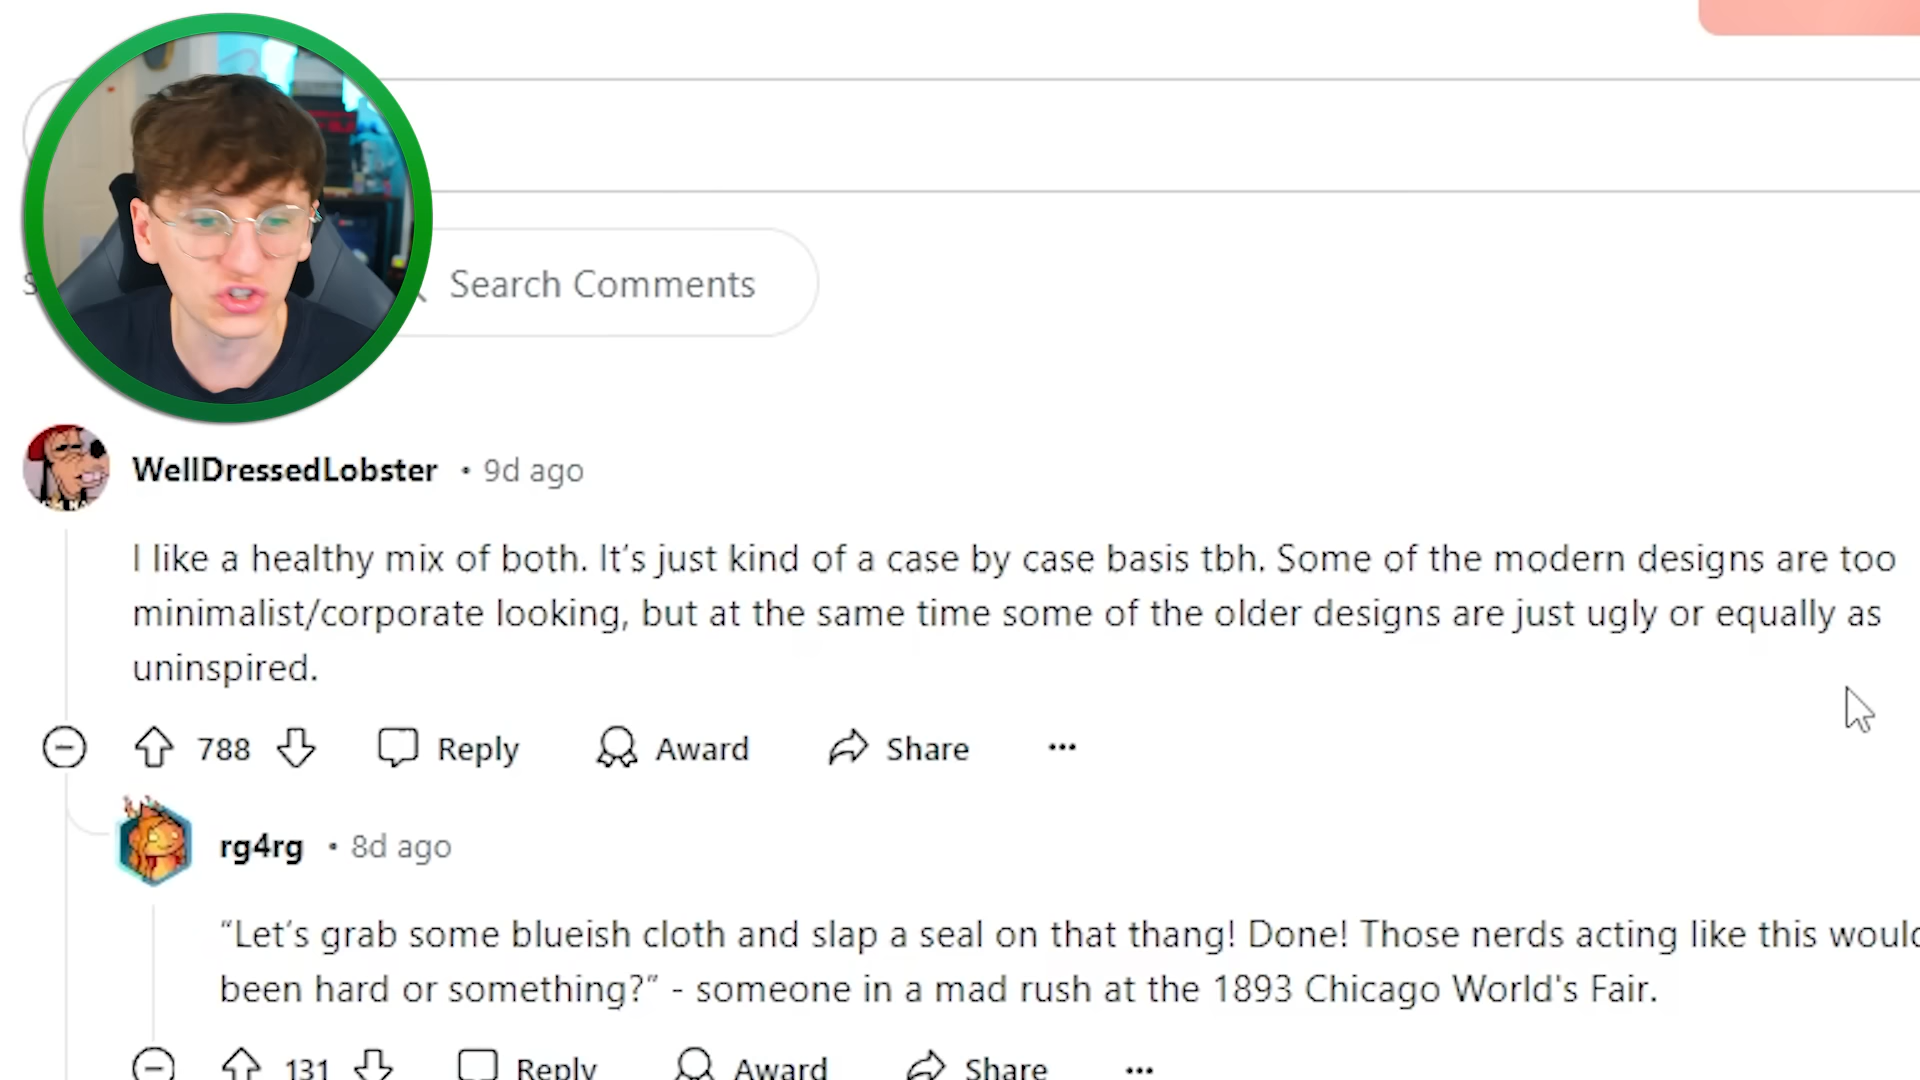 Search Comments
WellDressedLobster • 9d ago
I like a healthy mix of both. It's just kind of a case by case basis tbh. Some of the modern designs are too
minimalist/corporate looking, but at the same time some of the older designs are just ugly or equally as
uninspired.
788 Reply Award Share ...
rg4rg • 8d ago
“Let's grab some blueish cloth and slap a seal on that thang! Done! Those nerds acting like this would
been hard or something?” - someone in a mad rush at the 1893 Chicago World's Fair.
131 Reply Award Share ...